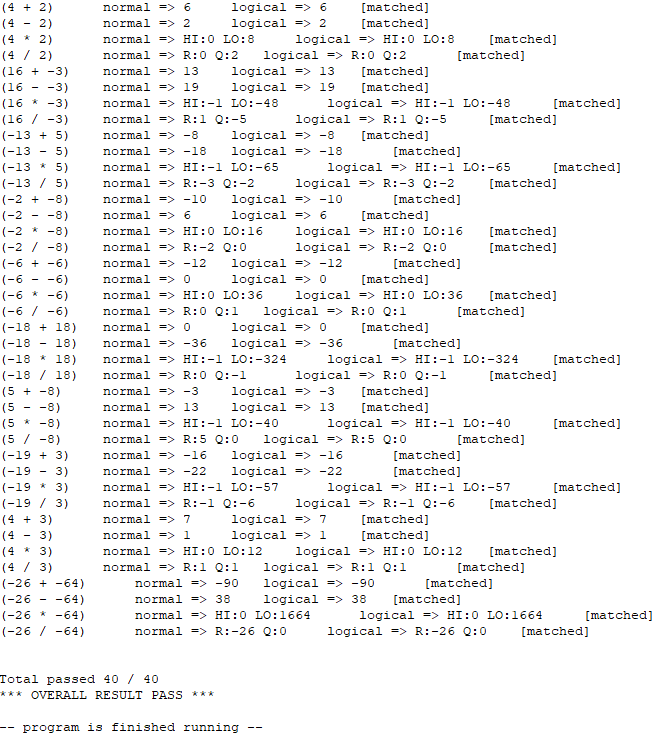 (4 + 2) normal => 6 logical => 6 [matched]
(4 - 2) normal => 2 logical => 2 [matched]
(4 * 2) normal => HI:0 LO:8 logical => HI:0 LO:8 [matched]
(4 / 2) normal => R:0 Q:2 logical => R:0 Q:2 [matched]
(16 + -3) normal => 13 logical => 13 [matched]
(16 - -3) normal => 19 logical => 19 [matched]
(16 * -3) normal => HI:-1 LO:-48 logical => HI:-1 LO:-48 [matched]
(16 / -3) normal => R:1 Q:-5 logical => R:1 Q:-5 [matched]
(-13 + 5) normal => -8 logical => -8 [matched]
(-13 - 5) normal => -18 logical => -18 [matched]
(-13 * 5) normal => HI:-1 LO:-65 logical => HI:-1 LO:-65 [matched]
(-13 / 5) normal => R:-3 Q:-2 logical => R:-3 Q:-2 [matched]
(-2 + -8) normal => -10 logical => -10 [matched]
(-2 - -8) normal => 6 logical => 6 [matched]
(-2 * -8) normal => HI:0 LO:16 logical => HI:0 LO:16 [matched]
(-2 / -8) normal => R:-2 Q:0 logical => R:-2 Q:0 [matched]
(-6 + -6) normal => -12 logical => -12 [matched]
(-6 - -6) normal => 0 logical => 0 [matched]
(-6 * -6) normal => HI:0 LO:36 logical => HI:0 LO:36 [matched]
(-6 / -6) normal => R:0 Q:1 logical => R:0 Q:1 [matched]
(-18 + 18) normal => 0 logical => 0 [matched]
(-18 - 18) normal => -36 logical => -36 [matched]
(-18 * 18) normal => HI:-1 LO:-324 logical => HI:-1 LO:-324 [matched]
(-18 / 18) normal => R:0 Q:-1 logical => R:0 Q:-1 [matched]
(5 + -8) normal => -3 logical => -3 [matched]
(5 - -8) normal => 13 logical => 13 [matched]
(5 * -8) normal => HI:-1 LO:-40 logical => HI:-1 LO:-40 [matched]
(5 / -8) normal => R:5 Q:0 logical => R:5 Q:0 [matched]
(-19 + 3) normal => -16 logical => -16 [matched]
(-19 - 3) normal => -22 logical => -22 [matched]
(-19 * 3) normal => HI:-1 LO:-57 logical => HI:-1 LO:-57 [matched]
(-19 / 3) normal => R:-1 Q:-6 logical => R:-1 Q:-6 [matched]
(4 + 3) normal => 7 logical => 7 [matched]
(4 - 3) normal => 1 logical => 1 [matched]
(4 * 3) normal => HI:0 LO:12 logical => HI:0 LO:12 [matched]
(4 / 3) normal => R:1 Q:1 logical => R:1 Q:1 [matched]
(-26 + -64) normal => -90 logical => -90 [matched]
(-26 - -64) normal => 38 logical => 38 [matched]
(-26 * -64) normal => HI:0 LO:1664 logical => HI:0 LO:1664 [matched]
(-26 / -64) normal => R:-26 Q:0 logical => R:-26 Q:0 [matched]
Total passed 40 / 40
*** OVERALL RESULT PASS ***
-- program is finished running --